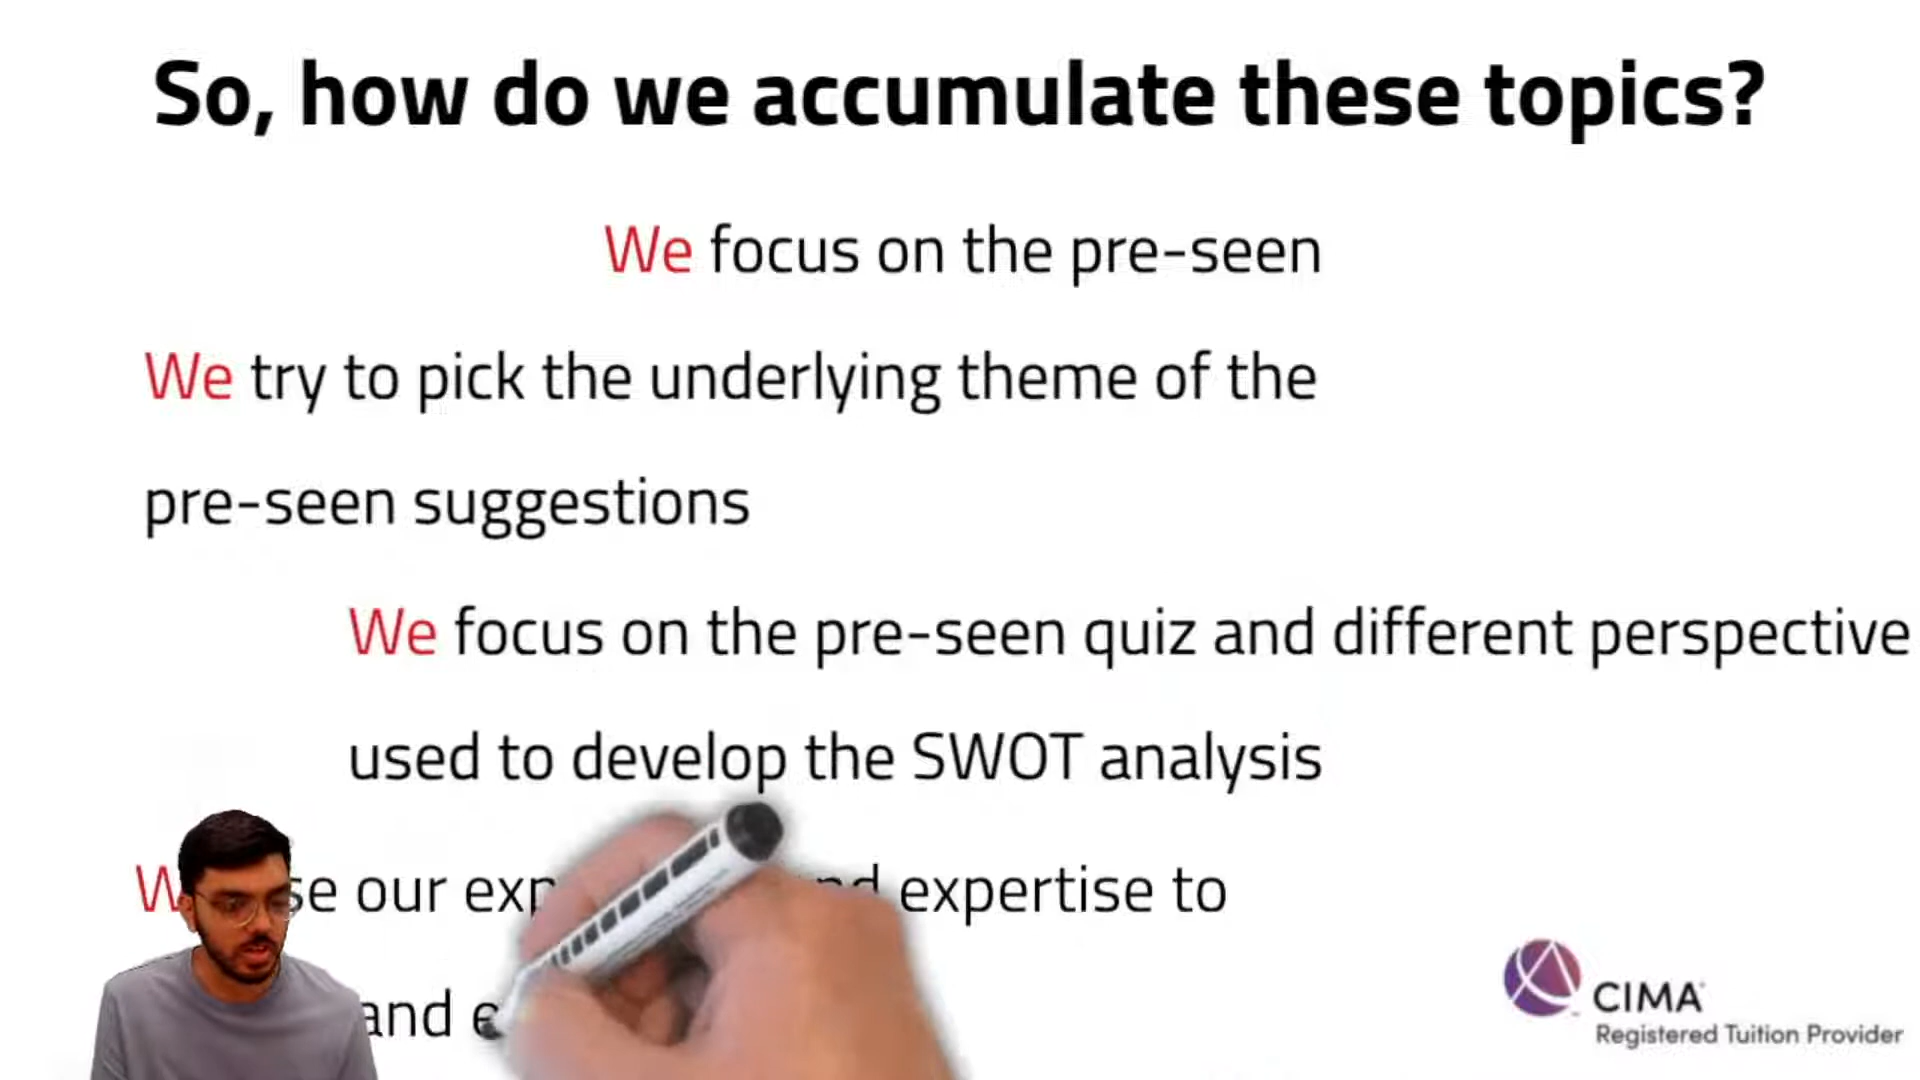 So, how do we accumulate these topics?
We focus on the pre-seen
We try to pick the underlying theme of the
pre-seen suggestions
We focus on the pre-seen quiz and different perspective
used to develop the SWOT analysis
our expertise to
and
CIMA
Registered Tuition Provider